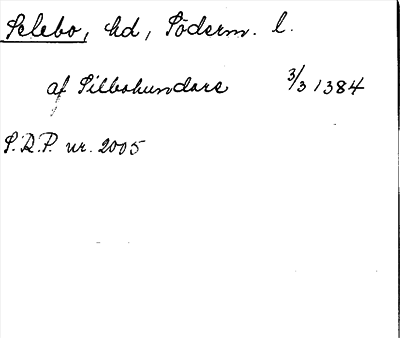 Selebo, hd, Söderm. l.
af Silbohundare 3/3 1384
S.R.P. nr. 2005